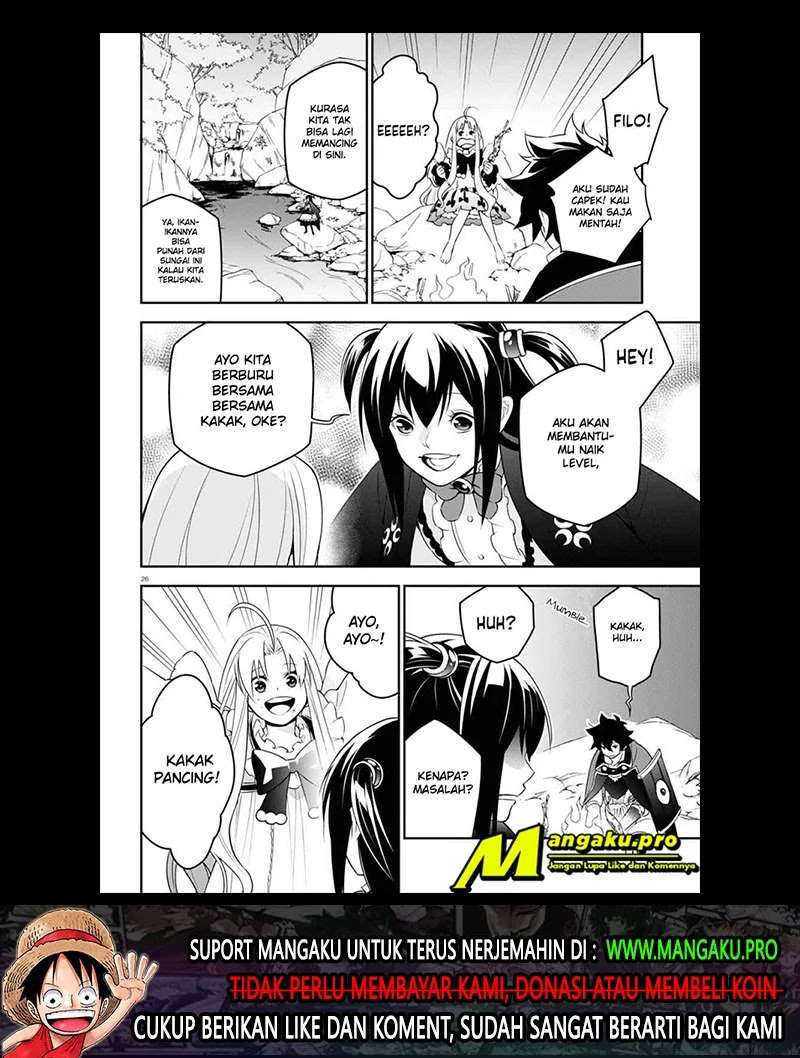 FILO!
AKU SUDAH
CAPEK! KAU
MAKAN SAJA
MENTAH!
EEEEEH?
KURASA
KITA TAK
BISA LAGI
MEMANCING
DI SINI.
YA, IKAN-
IKANNYA
BISA
PUNAH DARI
SUNGAI INI
KALAU KITA
TERUSKAN.
HEY!
AKU AKAN
MEMBANTU-
MU NAIK
LEVEL,
AYO KITA
BERBURU
BERSAMA
BERSAMA
KAKAK, OKE?
26
Mumble
KAKAK,
HUH...
HUH?
KENAPA?
MASALAH?
AYO,
AYO~!
KAKAK
PANCING!
Mangaku.pro
Jangan Lupa Like dan Komennya
SUPORT MANGAKU UNTUK TERUS NERJEMAHIN DI : WWW.MANGAKU.PRO
TIDAK PERLU MEMBAYAR KAMI, DONASI ATAU MEMBELI KOIN
CUKUP BERIKAN LIKE DAN KOMENT, SUDAH SANGAT BERARTI BAGI KAMI